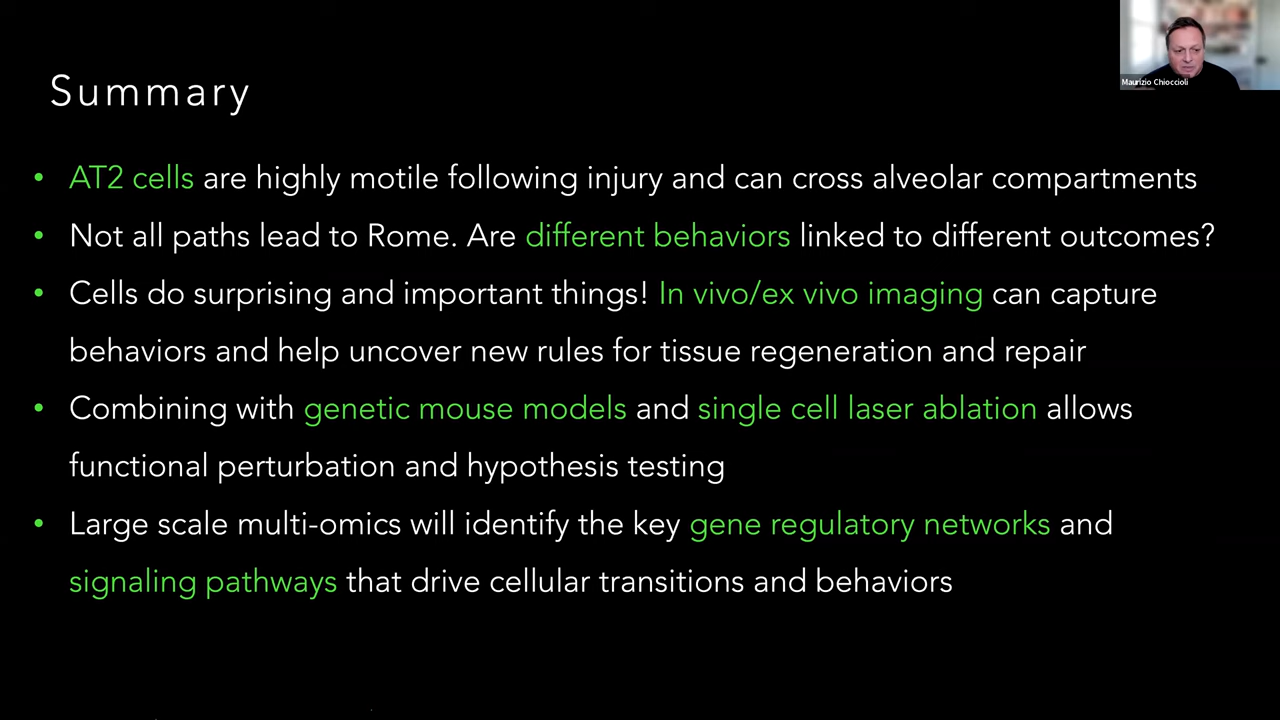 Maurizio Chioccioli
Summary
• AT2 cells are highly motile following injury and can cross alveolar compartments
• Not all paths lead to Rome. Are different behaviors linked to different outcomes?
• Cells do surprising and important things! In vivo/ex vivo imaging can capture
behaviors and help uncover new rules for tissue regeneration and repair
• Combining with genetic mouse models and single cell laser ablation allows
functional perturbation and hypothesis testing
• Large scale multi-omics will identify the key gene regulatory networks and
signaling pathways that drive cellular transitions and behaviors